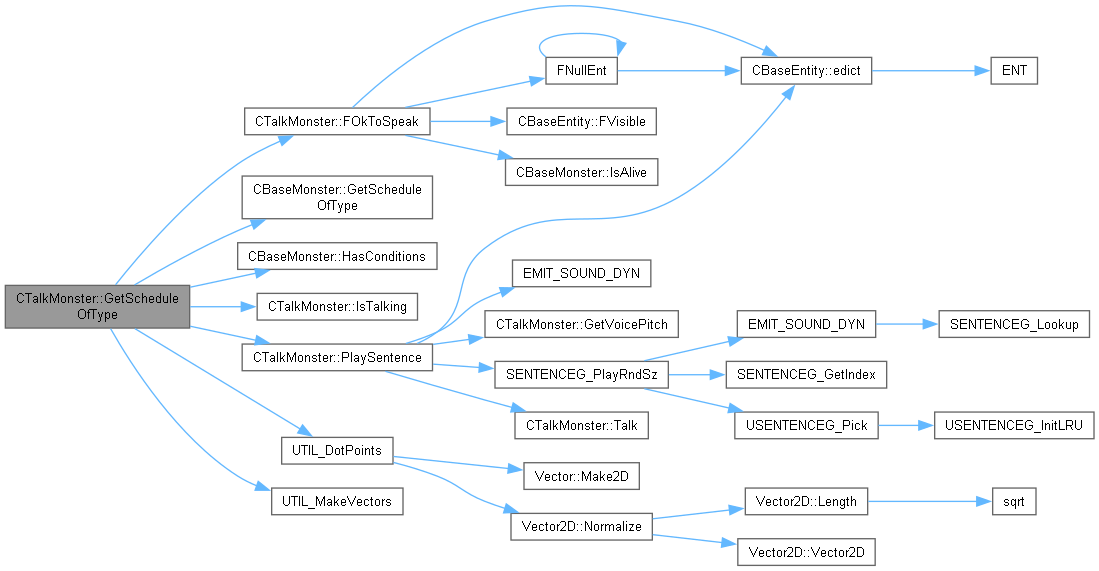 FNullEnt
CBaseEntity::edict
ENT
CTalkMonster::FOkToSpeak
CBaseEntity::FVisible
CBaseMonster::IsAlive
CBaseMonster::GetSchedule
OfType
CBaseMonster::HasConditions
CTalkMonster::GetSchedule
OfType
CTalkMonster::IsTalking
CTalkMonster::PlaySentence
EMIT_SOUND_DYN
CTalkMonster::GetVoicePitch
EMIT_SOUND_DYN
SENTENCEG_Lookup
SENTENCEG_PlayRndSz
SENTENCEG_GetIndex
CTalkMonster::Talk
USENTENCEG_Pick
USENTENCEG_InitLRU
UTIL_DotPoints
Vector::Make2D
UTIL_MakeVectors
Vector2D::Length
sqrt
Vector2D::Normalize
Vector2D::Vector2D